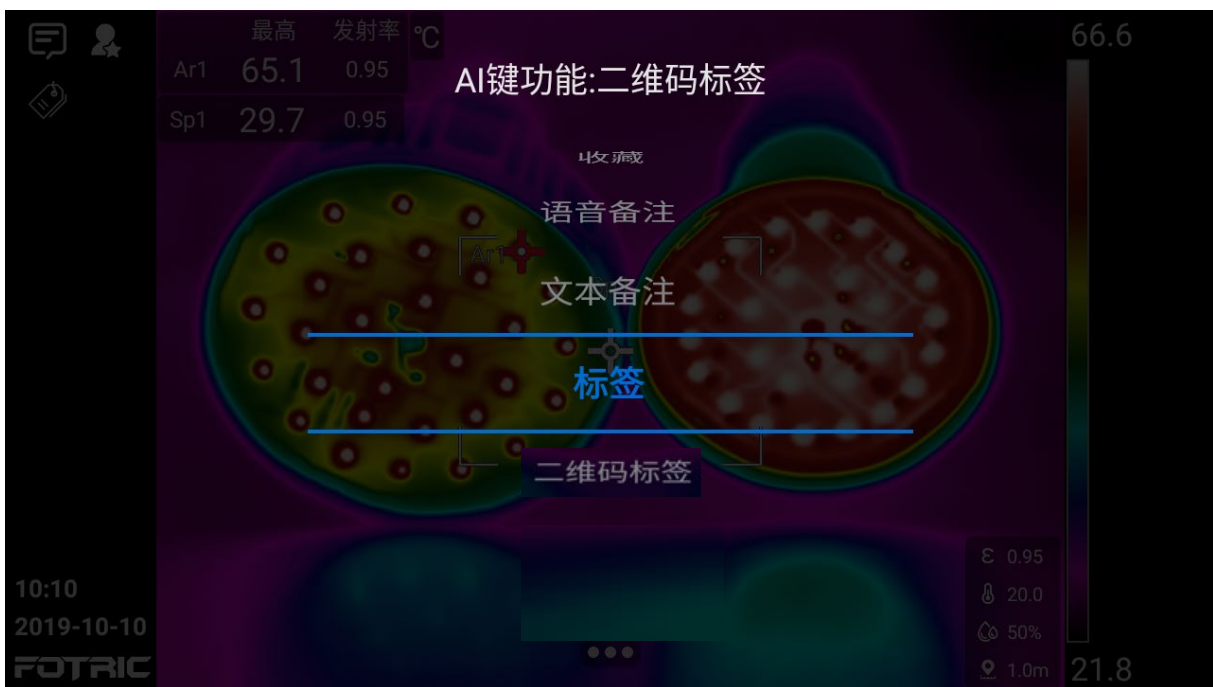 最高 发射率 ℃
Ar1 65.1 0.95
Sp1 29.7 0.95
66.6
AI键功能:二维码标签
收藏
语音备注
Ar1
文本备注
标签
二维码标签
ε 0.95
20.0
50%
1.0m
10:10
2019-10-10
FOTRIC
21.8